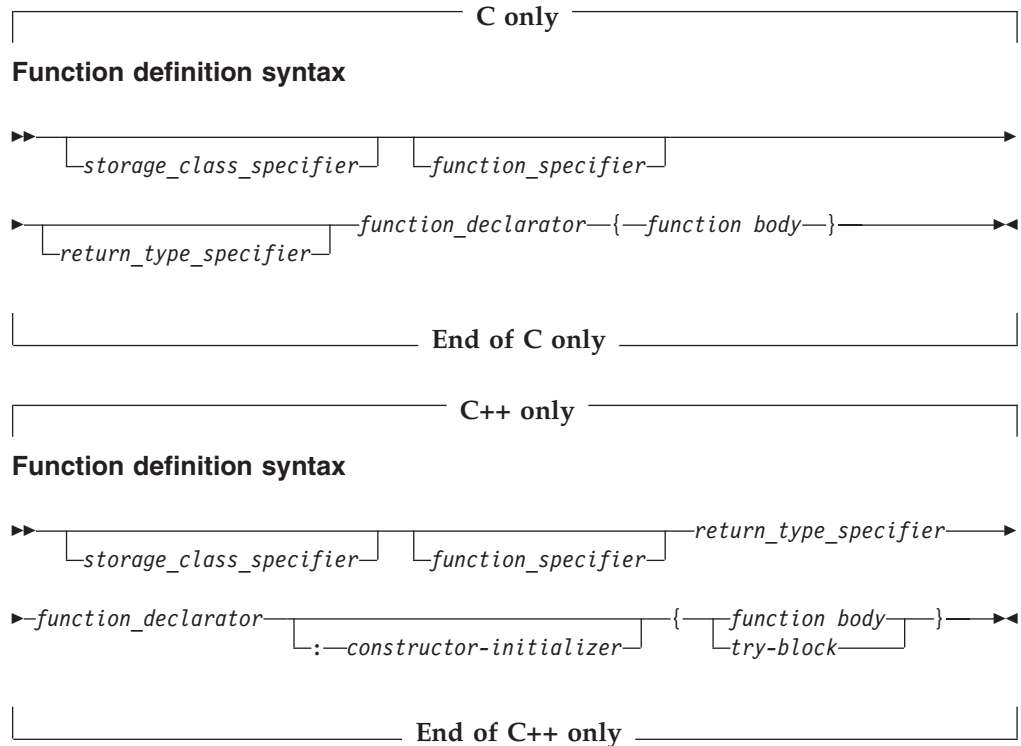 C only
Function definition syntax
storage_class_specifier function_specifier
function_declarator { function body }
return_type_specifier
End of C only
C++ only
Function definition syntax
return_type_specifier
storage_class_specifier function_specifier
function_declarator { function body }
: constructor-initializer try-block
End of C++ only